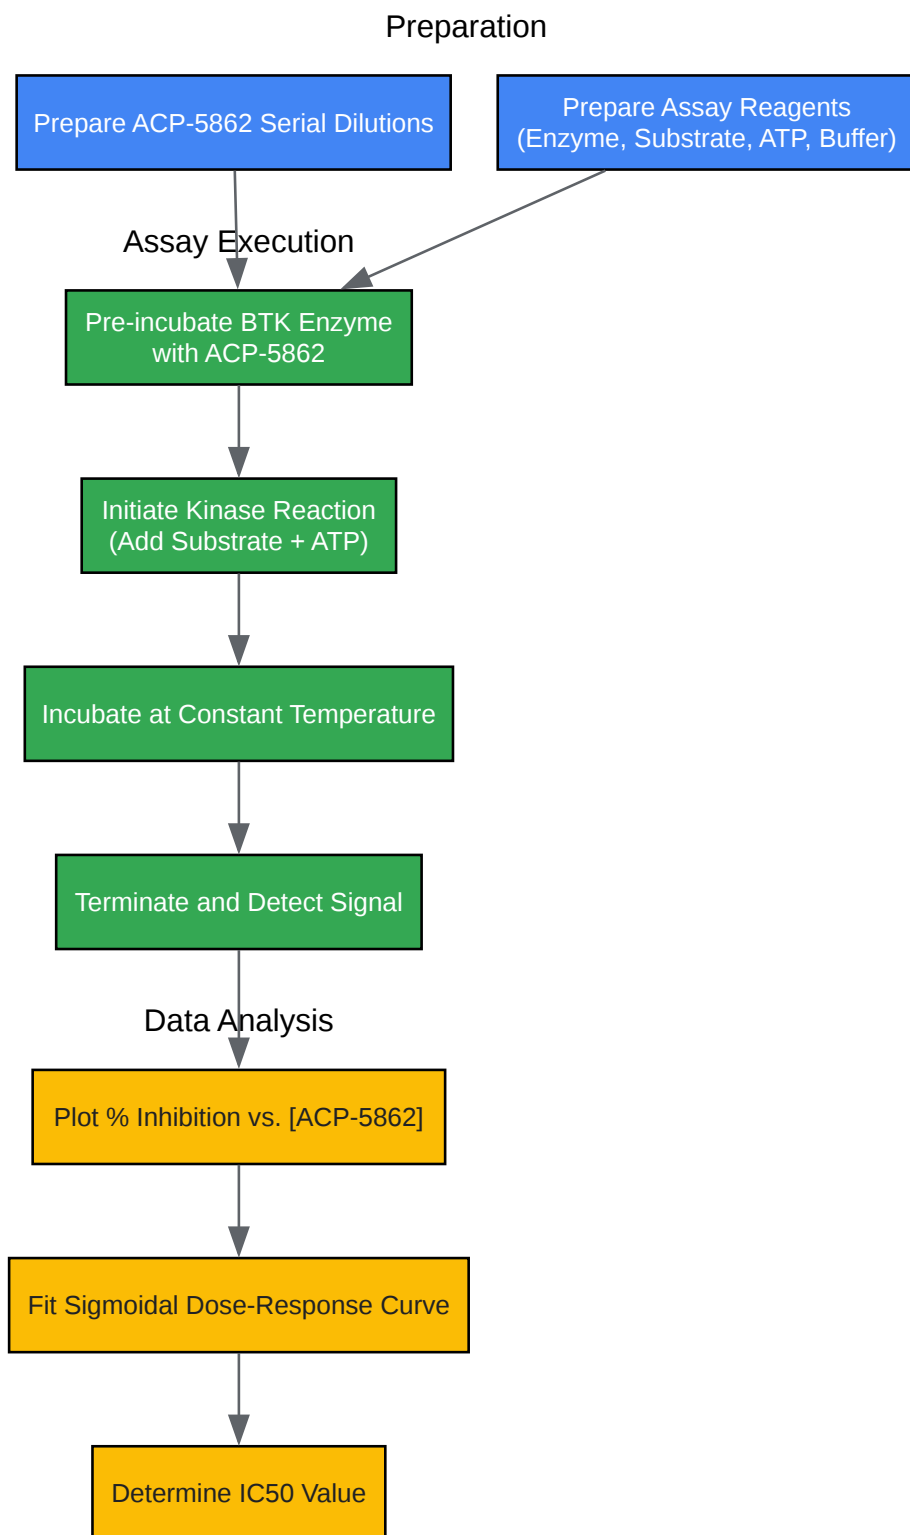 Preparation
Prepare ACP-5862 Serial Dilutions
Prepare Assay Reagents
(Enzyme, Substrate, ATP, Buffer)
Assay Execution
Pre-incubate BTK Enzyme
with ACP-5862
Initiate Kinase Reaction
(Add Substrate + ATP)
Incubate at Constant Temperature
Terminate and Detect Signal
Data Analysis
Plot % Inhibition vs. [ACP-5862]
Fit Sigmoidal Dose-Response Curve
Determine IC50 Value